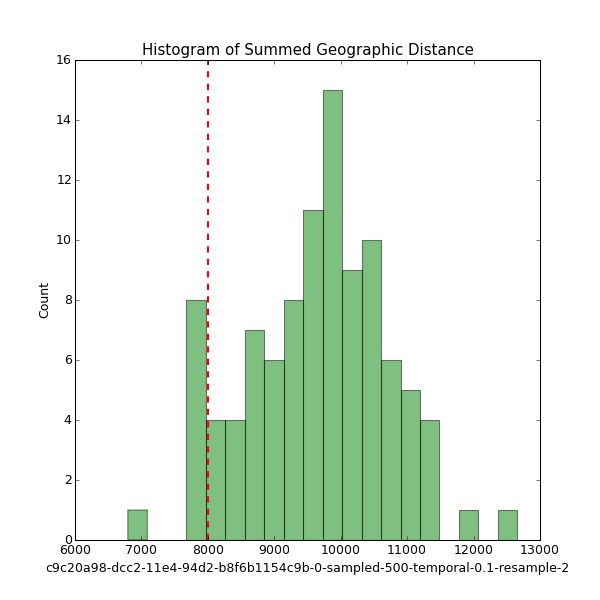 Histogram of Summed Geographic Distance
16
14
12
10
8
6
4
2
0
Count
6000 7000 8000 9000 10000 11000 12000 13000
c9c20a98-dcc2-11e4-94d2-b8f6b1154c9b-0-sampled-500-temporal-0.1-resample-2